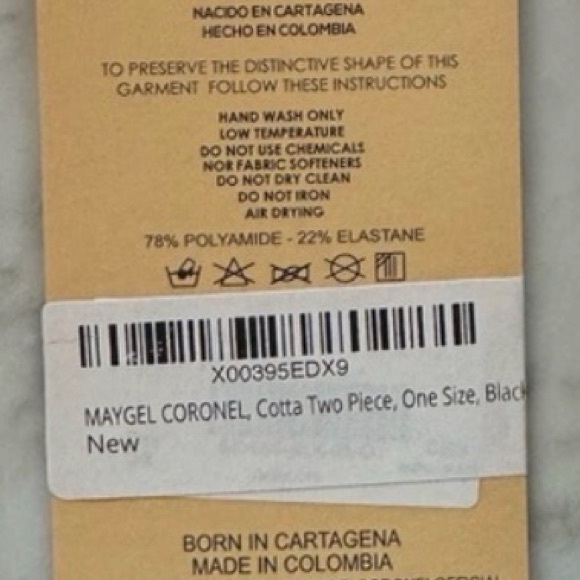 NACIDO EN CARTAGENA
HECHO EN COLOMBIA
TO PRESERVE THE DISTINCTIVE SHAPE OF THIS
GARMENT FOLLOW THESE INSTRUCTIONS
HAND WASH ONLY
LOW TEMPERATURE
DO NOT USE CHEMICALS
NOR FABRIC SOFTENERS
DO NOT DRY CLEAN
DO NOT IRON
AIR DRYING
78% POLYAMIDE - 22% ELASTANE
X00395EDX9
MAYGEL CORONEL, Cotta Two Piece, One Size, Black
New
BORN IN CARTAGENA
MADE IN COLOMBIA